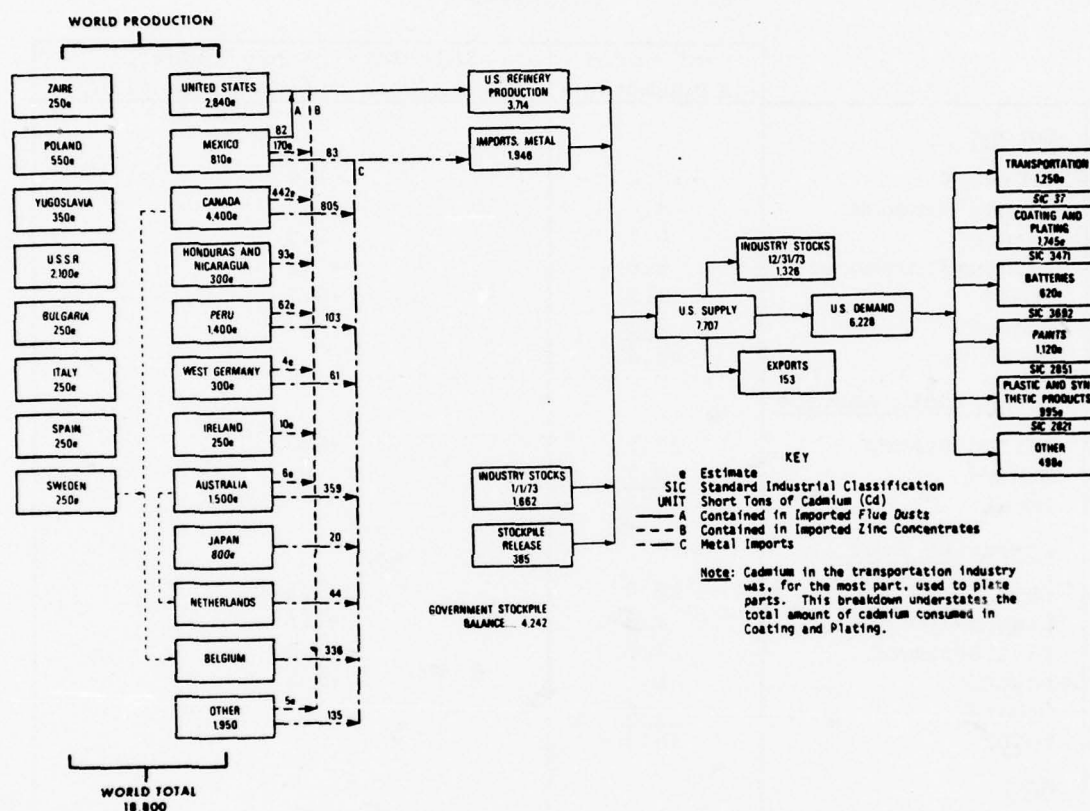 WORLD PRODUCTION
ZAIRE
250e
POLAND
550e
YUGOSLAVIA
350e
U.S.S.R
2.100e
BULGARIA
250e
ITALY
250e
SPAIN
250e
SWEDEN
250e
UNITED STATES
2.840e
A
B
MEXICO
810e
82
170e
83
C
CANADA
4,400e
442e
805
HONDURAS AND
NICARAGUA
300e
93e
PERU
1,400e
62e
103
WEST GERMANY
300e
4e
61
IRELAND
250e
10e
AUSTRALIA
1.500e
6e
359
JAPAN
800e
20
NETHERLANDS
44
BELGIUM
336
OTHER
1,950
5e
135
WORLD TOTAL
18,800
U.S. REFINERY
PRODUCTION
3,714
IMPORTS, METAL
1,946
INDUSTRY STOCKS
1/1/73
1,662
STOCKPILE
RELEASE
385
GOVERNMENT STOCKPILE
BALANCE.... 4.242
INDUSTRY STOCKS
12/31/73
1.326
U.S. SUPPLY
7,707
EXPORTS
153
U.S. DEMAND
6,228
TRANSPORTATION
1,250e
SIC 37
COATING AND
PLATING
1,745e
SIC 3471
BATTERIES
620e
SIC 3692
PAINTS
1,120e
SIC 2851
PLASTIC AND SYN
THETIC PRODUCTS
995e
SIC 2821
OTHER
498e
KEY
e Estimate
SIC Standard Industrial Classification
UNIT Short Tons of Cadmium (Cd)
A Contained in Imported Flue Dusts
B Contained in Imported Zinc Concentrates
C Metal Imports
Note: Cadmium in the transportation industry
was, for the most part, used to plate
parts. This breakdown understates the
total amount of cadmium consumed in
Coating and Plating.